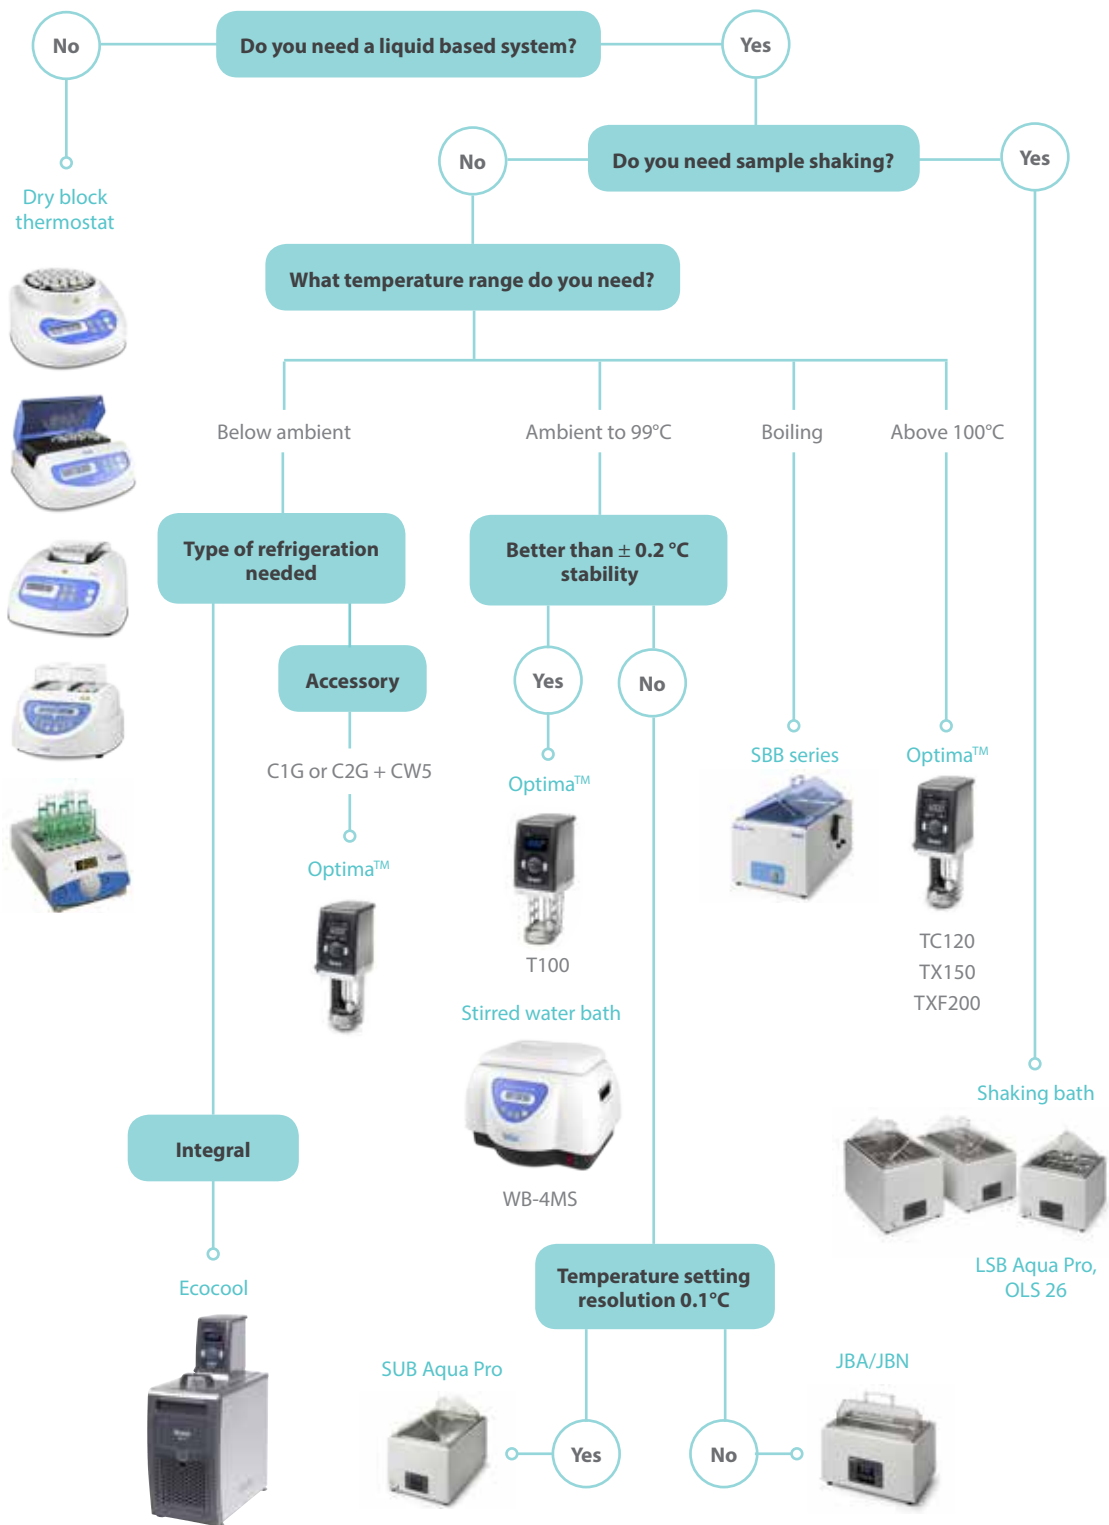 No
Do you need a liquid based system?
Yes
No
Do you need sample shaking?
Yes
Dry block
thermostat
What temperature range do you need?
Below ambient
Ambient to 99°C
Boiling
Above 100°C
Type of refrigeration
needed
Better than ± 0.2 °C
stability
Accessory
Yes
No
C1G or C2G + CW5
SBB series
Optima™
Optima™
Optima™
T100
TC120
TX150
TXF200
Stirred water bath
Shaking bath
Integral
WB-4MS
LSB Aqua Pro,
OLS 26
Temperature setting
resolution 0.1°C
Ecocool
SUB Aqua Pro
JBA/JBN
Yes
No